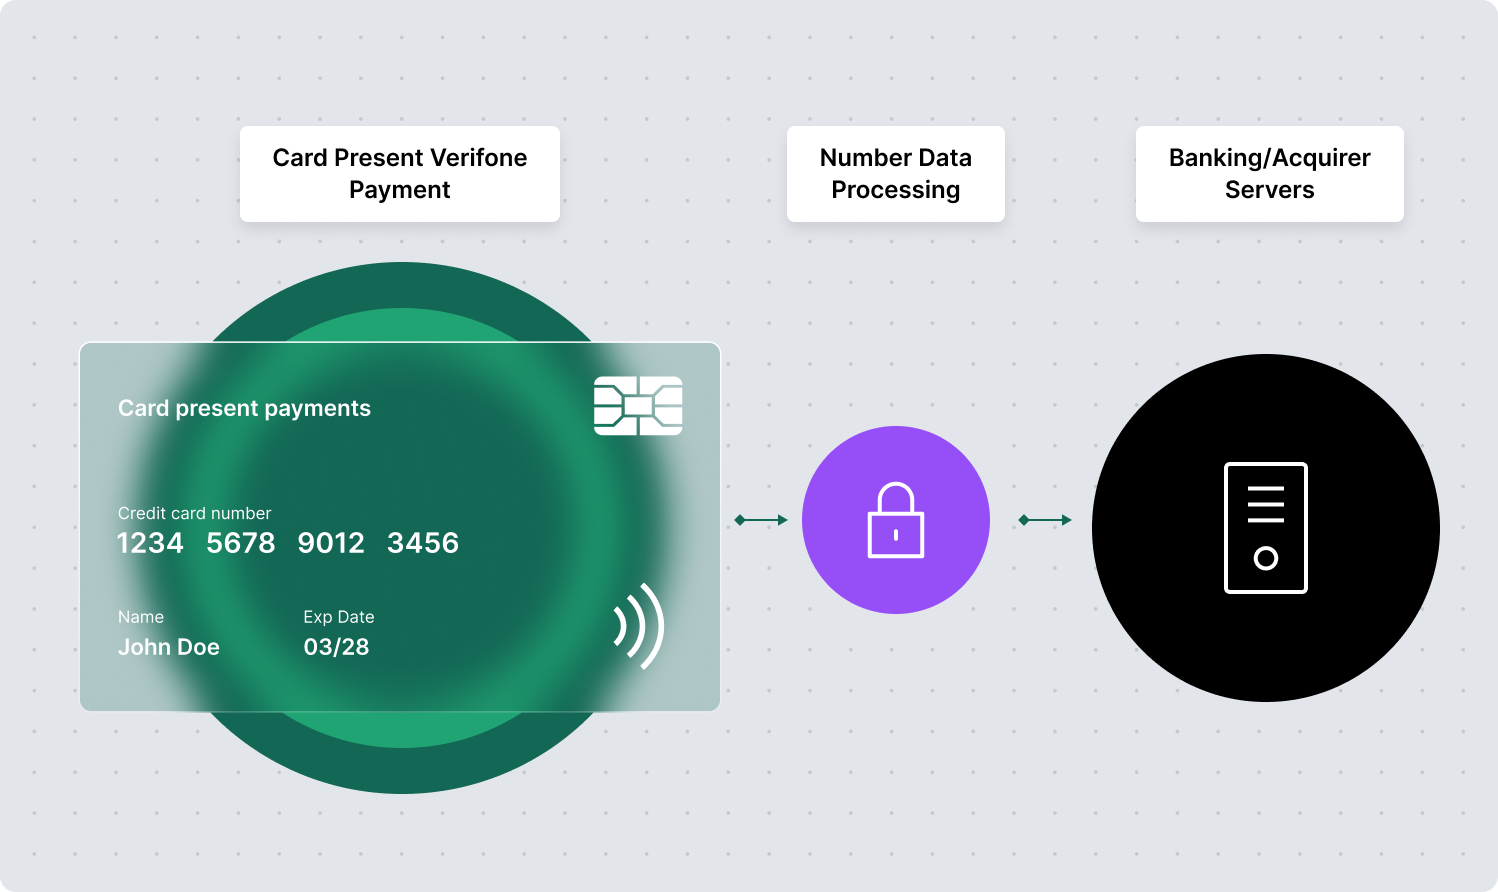 Card Present Verifone
Payment
Number Data
Processing
Banking/Acquirer
Servers
Card present payments
Credit card number
1234 5678 9012 3456
Name
Exp Date
John Doe
03/28